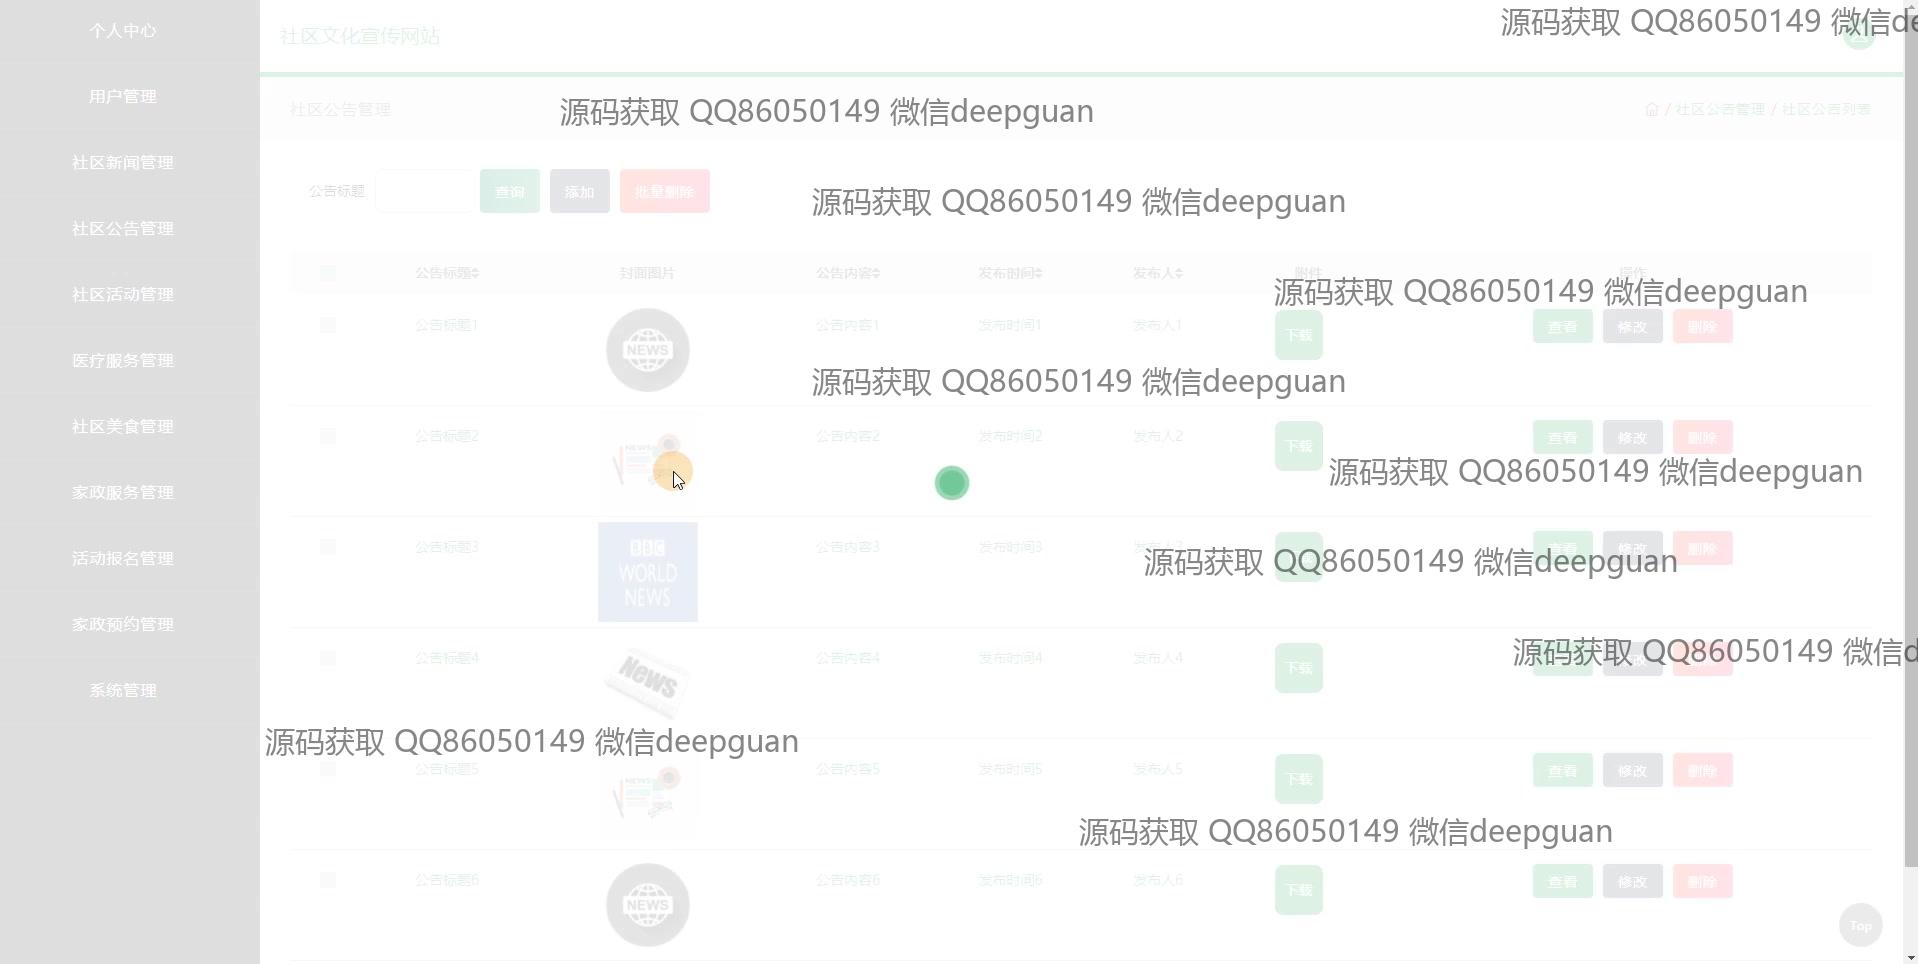 个人中心
用户管理
社区新闻管理
社区公告管理
社区活动管理
医疗服务管理
社区美食管理
家政服务管理
活动报名管理
家政预约管理
系统管理
社区文化宣传网站
源码获取 QQ86050149 微信de
社区公告管理
源码获取 QQ86050149 微信deepguan
/ 社区公告管理 / 社区公告列表
公告标题 查询 添加 批量删除
源码获取 QQ86050149 微信deepguan
公告标题 封面图片 公告内容 发布时间 发布人 附件 操作
源码获取 QQ86050149 微信deepguan
公告标题1 NEWS 公告内容1 发布时间1 发布人1 下载 查看 修改 删除
源码获取 QQ86050149 微信deepguan
公告标题2 NEWS 公告内容2 发布时间2 发布人2 下载 查看 修改 删除
源码获取 QQ86050149 微信deepguan
公告标题3 BBC WORLD NEWS 公告内容3 发布时间3 发布人3 查看 修改 删除
源码获取 QQ86050149 微信deepguan
公告标题4 News 公告内容4 发布时间4 发布人4 下载
源码获取 QQ86050149 微信d
源码获取 QQ86050149 微信deepguan
公告标题5 NEWS 公告内容5 发布时间5 发布人5 下载 查看 修改 删除
源码获取 QQ86050149 微信deepguan
公告标题6 NEWS 公告内容6 发布时间6 发布人6 下载 查看 修改 删除
Top